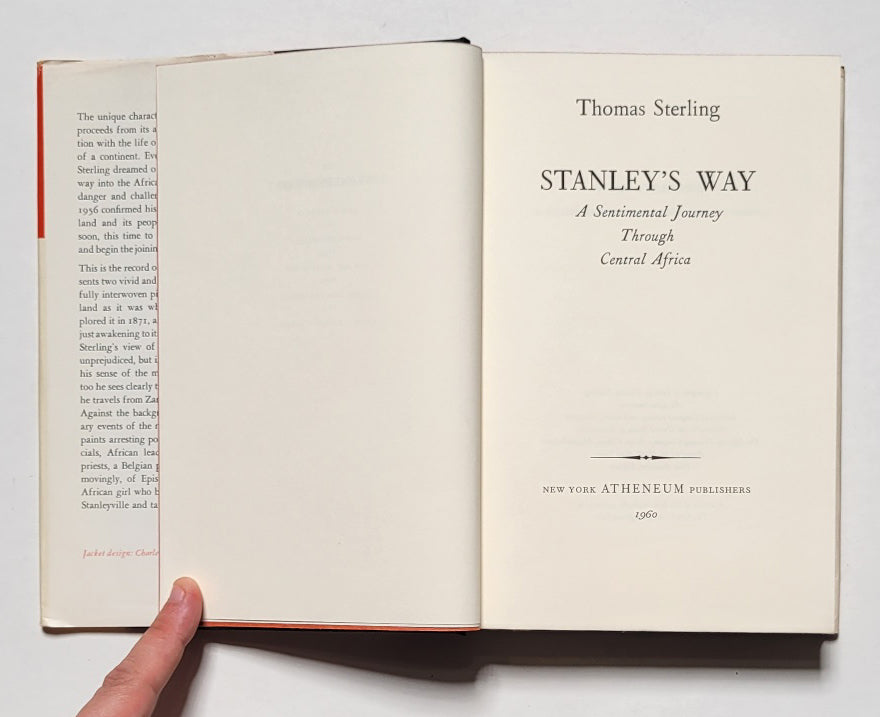 The unique charact
proceeds from its a
tion with the life o
of a continent. Ev
Sterling dreamed o
way into the Afric
danger and challe
1956 confirmed his
land and its peop
soon, this time to
and begin the joinin
This is the record o
sents two vivid and
fully interwoven pi
land as it was wh
plored it in 1871, a
just awakening to it
Sterling's view of
unprejudiced, but i
his sense of the m
too he sees clearly t
he travels from Zan
Against the backg
ary events of the r
paints arresting po
cials, African lead
priests, a Belgian p
movingly, of Epis
African girl who b
Stanleyville and ta
Jacket design: Charle
Thomas Sterling
STANLEY'S WAY
A Sentimental Journey
Through
Central Africa
NEW YORK ATHENEUM PUBLISHERS
1960